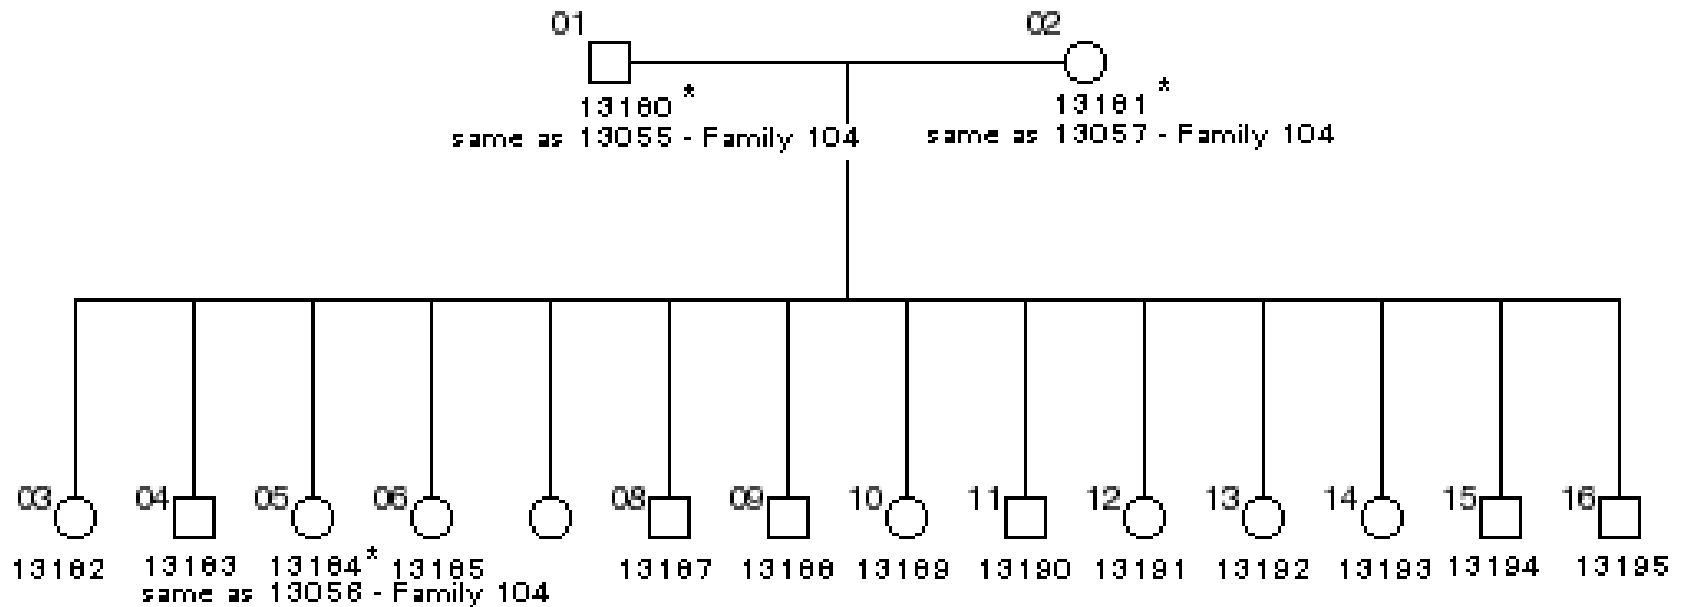 01 02
13180 * 13181 *
same as 13055 - Family 104 same as 13057 - Family 104
03 04 05 06 08 09 10 11 12 13 14 15 16
13182 13183 13184 * 13185 13187 13188 13189 13190 13191 13192 13193 13194 13195
same as - Family 104